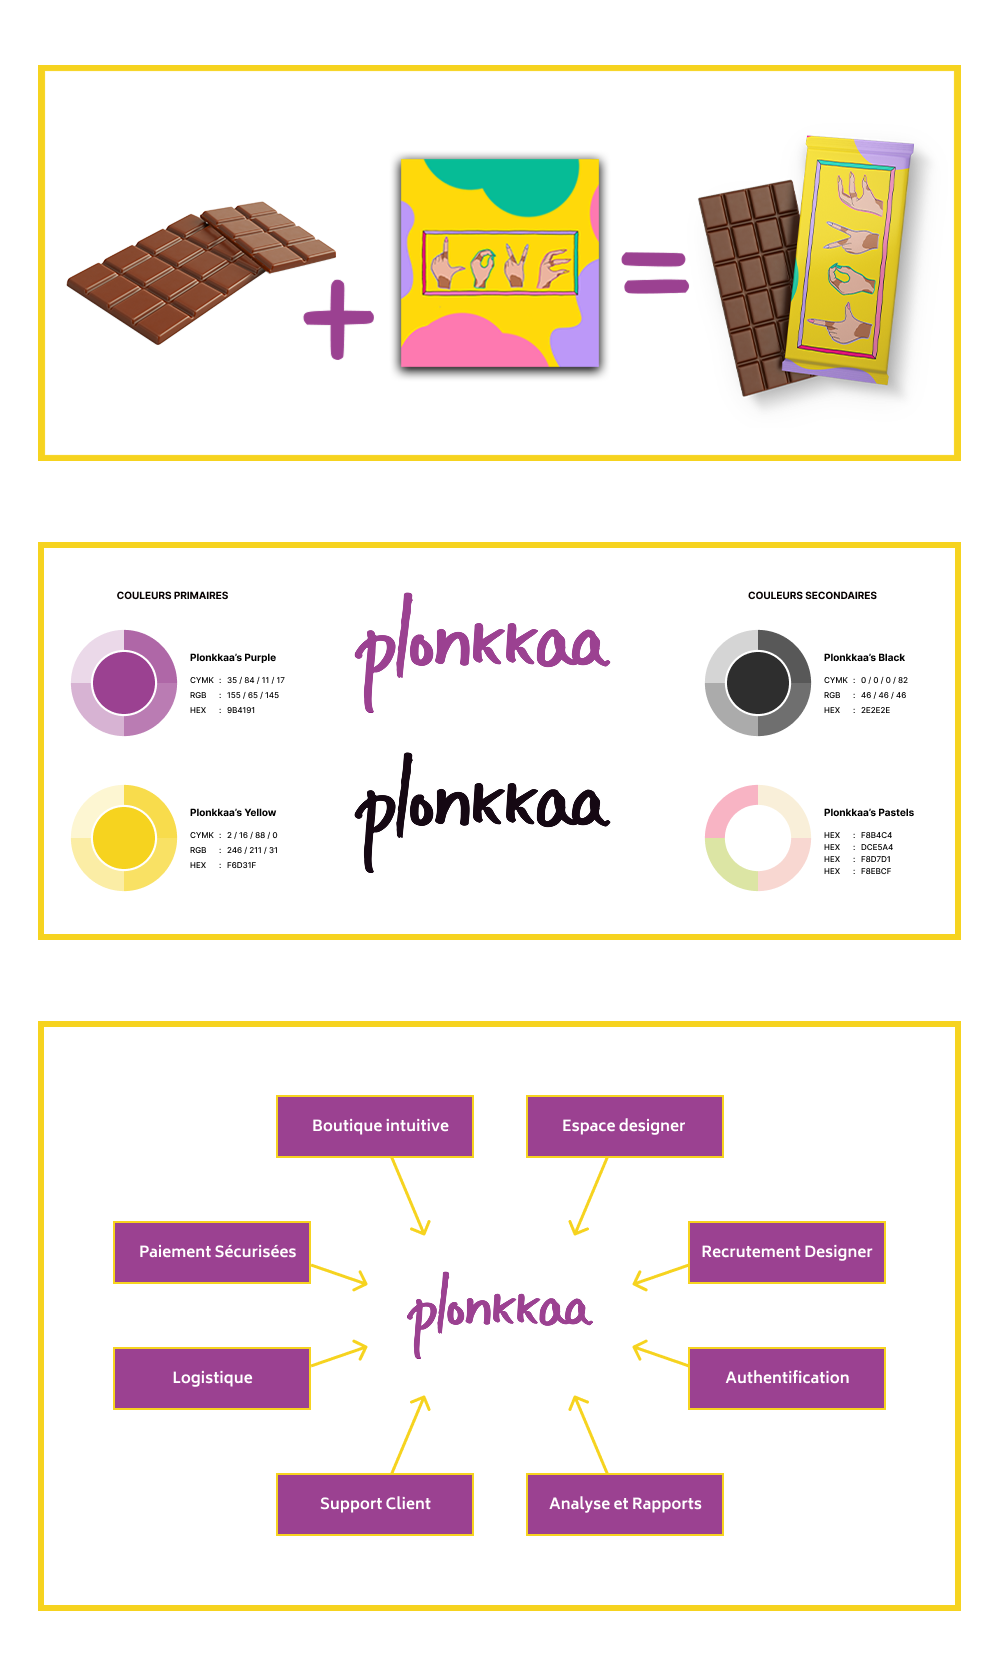 COULEURS PRIMAIRES
Plonkkaa's Purple
CYMK : 35 / 84 / 11 / 17
RGB : 155 / 65 / 145
HEX : 9B4191
Plonkkaa's Yellow
CYMK : 2 / 16 / 88 / 0
RGB : 246 / 211 / 31
HEX : F6D31F
plonkkaa
plonkkaa
COULEURS SECONDAIRES
Plonkkaa's Black
CYMK : 0 / 0 / 0 / 82
RGB : 46 / 46 / 46
HEX : 2E2E2E
Plonkkaa's Pastels
HEX : F8B4C4
HEX : DCE5A4
HEX : F8D7D1
HEX : F8EBCF
Boutique intuitive
Espace designer
Paiement Sécurisées
Recrutement Designer
plonkkaa
Logistique
Authentification
Support Client
Analyse et Rapports